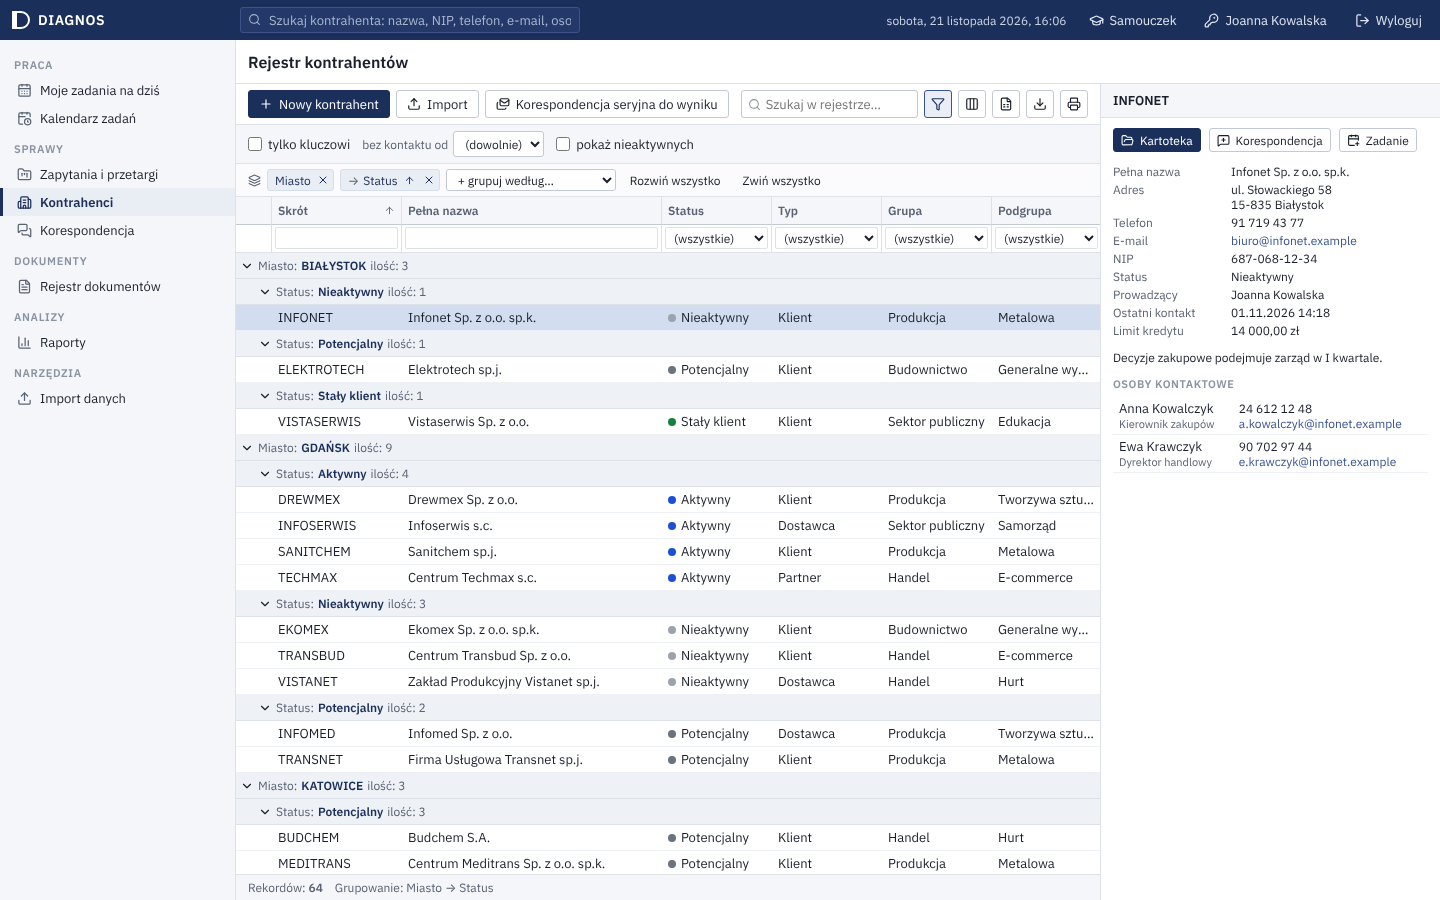 DIAGNOS
Szukaj kontrahenta: nazwa, NIP, telefon, e-mail, oso
sobota, 21 listopada 2026, 16:06
Samouczek
Joanna Kowalska
Wyloguj
PRACA
Moje zadania na dziś
Kalendarz zadań
SPRAWY
Zapytania i przetargi
Kontrahenci
Korespondencja
DOKUMENTY
Rejestr dokumentów
ANALIZY
Raporty
NARZĘDZIA
Import danych
Rejestr kontrahentów
Nowy kontrahent
Import
Korespondencja seryjna do wyniku
Szukaj w rejestrze...
tylko kluczowi
bez kontaktu od
(dowolnie)
pokaż nieaktywnych
Miasto
→ Status ↑
+ grupuj według...
Rozwiń wszystko
Zwiń wszystko
Skrót ↑ Pełna nazwa Status Typ Grupa Podgrupa
(wszystkie) (wszystkie) (wszystkie) (wszystkie)
Miasto: BIAŁYSTOK ilość: 3
Status: Nieaktywny ilość: 1
INFONET Infonet Sp. z o.o. sp.k. Nieaktywny Klient Produkcja Metalowa
Status: Potencjalny ilość: 1
ELEKTROTECH Elektrotech sp.j. Potencjalny Klient Budownictwo Generalne wy...
Status: Stały klient ilość: 1
VISTASERWIS Vistaserwis Sp. z o.o. Stały klient Klient Sektor publiczny Edukacja
Miasto: GDAŃSK ilość: 9
Status: Aktywny ilość: 4
DREWMEX Drewmex Sp. z o.o. Aktywny Klient Produkcja Tworzywa sztu...
INFOSERWIS Infoserwis s.c. Aktywny Dostawca Sektor publiczny Samorząd
SANITCHEM Sanitchem sp.j. Aktywny Klient Produkcja Metalowa
TECHMAX Centrum Techmax s.c. Aktywny Partner Handel E-commerce
Status: Nieaktywny ilość: 3
EKOMEX Ekomex Sp. z o.o. sp.k. Nieaktywny Klient Budownictwo Generalne wy...
TRANSBUD Centrum Transbud Sp. z o.o. Nieaktywny Klient Handel E-commerce
VISTANET Zakład Produkcyjny Vistanet sp.j. Nieaktywny Dostawca Handel Hurt
Status: Potencjalny ilość: 2
INFOMED Infomed Sp. z o.o. Potencjalny Dostawca Produkcja Tworzywa sztu...
TRANSNET Firma Usługowa Transnet sp.j. Potencjalny Klient Produkcja Metalowa
Miasto: KATOWICE ilość: 3
Status: Potencjalny ilość: 3
BUDCHEM Budchem S.A. Potencjalny Klient Handel Hurt
MEDITRANS Centrum Meditrans Sp. z o.o. sp.k. Potencjalny Klient Produkcja Metalowa
Rekordów: 64 Grupowanie: Miasto → Status
INFONET
Kartoteka
Korespondencja
Zadanie
Pełna nazwa Infonet Sp. z o.o. sp.k.
Adres ul. Słowackiego 58
15-835 Białystok
Telefon 91 719 43 77
E-mail biuro@infonet.example
NIP 687-068-12-34
Status Nieaktywny
Prowadzący Joanna Kowalska
Ostatni kontakt 01.11.2026 14:18
Limit kredytu 14 000,00 zł
Decyzje zakupowe podejmuje zarząd w I kwartale.
OSOBY KONTAKTOWE
Anna Kowalczyk 24 612 12 48
Kierownik zakupów a.kowalczyk@infonet.example
Ewa Krawczyk 90 702 97 44
Dyrektor handlowy e.krawczyk@infonet.example